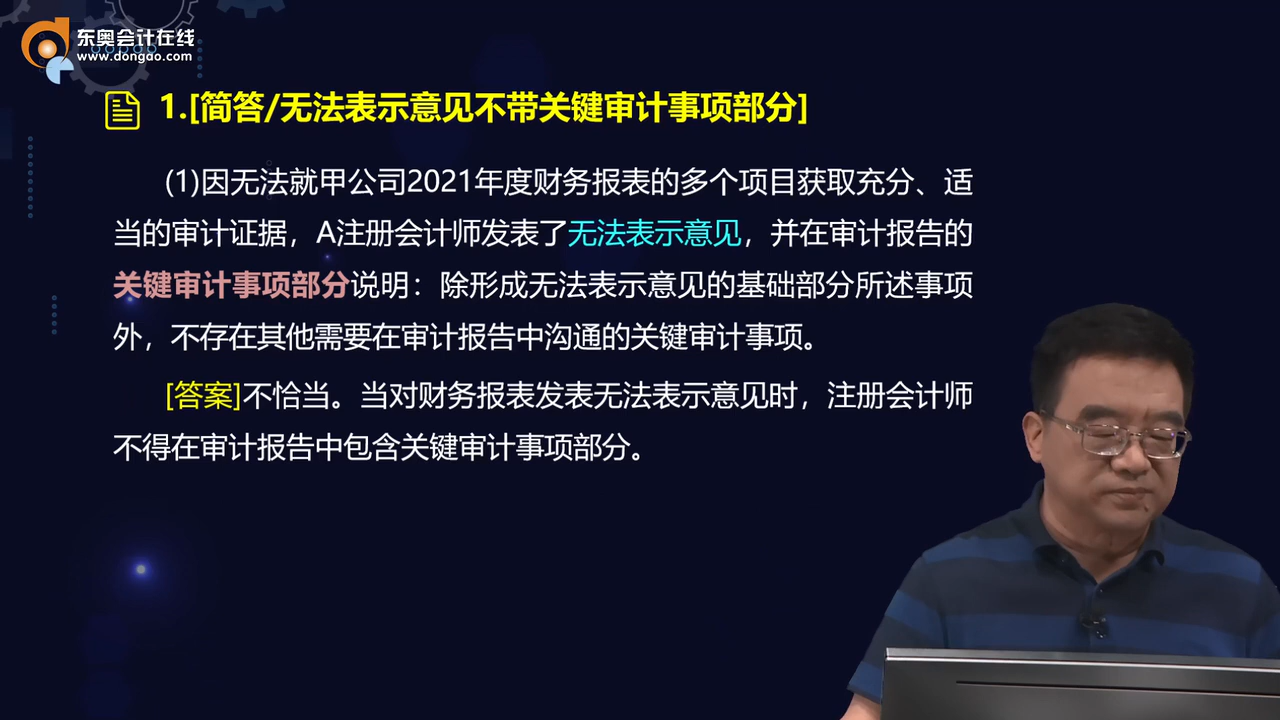 东奥会计在线
www.dongao.com
1.[简答/无法表示意见不带关键审计事项部分]
(1)因无法就甲公司2021年度财务报表的多个项目获取充分、适
当的审计证据，A注册会计师发表了无法表示意见，并在审计报告的
关键审计事项部分说明：除形成无法表示意见的基础部分所述事项
外，不存在其他需要在审计报告中沟通的关键审计事项。
[答案]不恰当。当对财务报表发表无法表示意见时，注册会计师
不得在审计报告中包含关键审计事项部分。